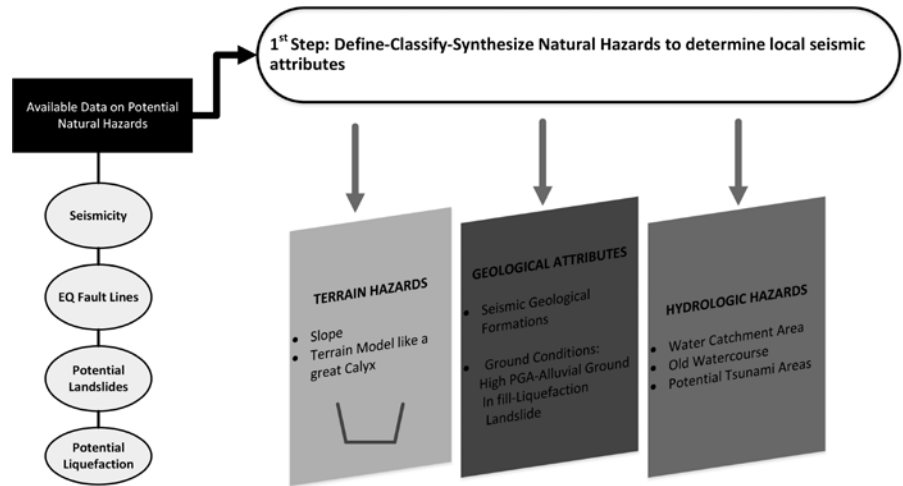 1st Step: Define-Classify-Synthesize Natural Hazards to determine local seismic
attributes
Available Data on Potential
Natural Hazards
Seismicity
EQ Fault Lines
Potential
Landslides
Potential
Liquefaction
TERRAIN HAZARDS
• Slope
• Terrain Model like a
great Calyx
GEOLOGICAL ATTRIBUTES
• Seismic Geological
Formations
• Ground Conditions:
High PGA-Alluvial Ground
In fill-Liquefaction
Landslide
HYDROLOGIC HAZARDS
• Water Catchment Area
• Old Watercourse
• Potential Tsunami Areas